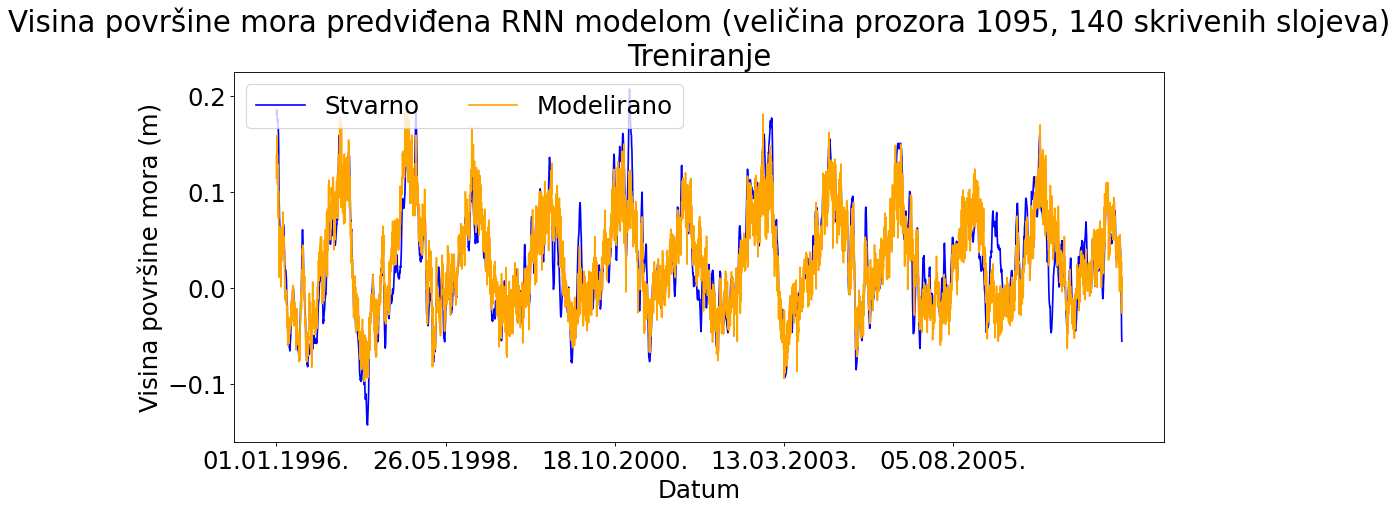 Visina površine mora predviđena RNN modelom (veličina prozora 1095, 140 skrivenih slojeva)
Treniranje
Stvarno Modelirano
Visina površine mora (m)
0.2
0.1
0.0
−0.1
01.01.1996. 26.05.1998. 18.10.2000. 13.03.2003. 05.08.2005.
Datum